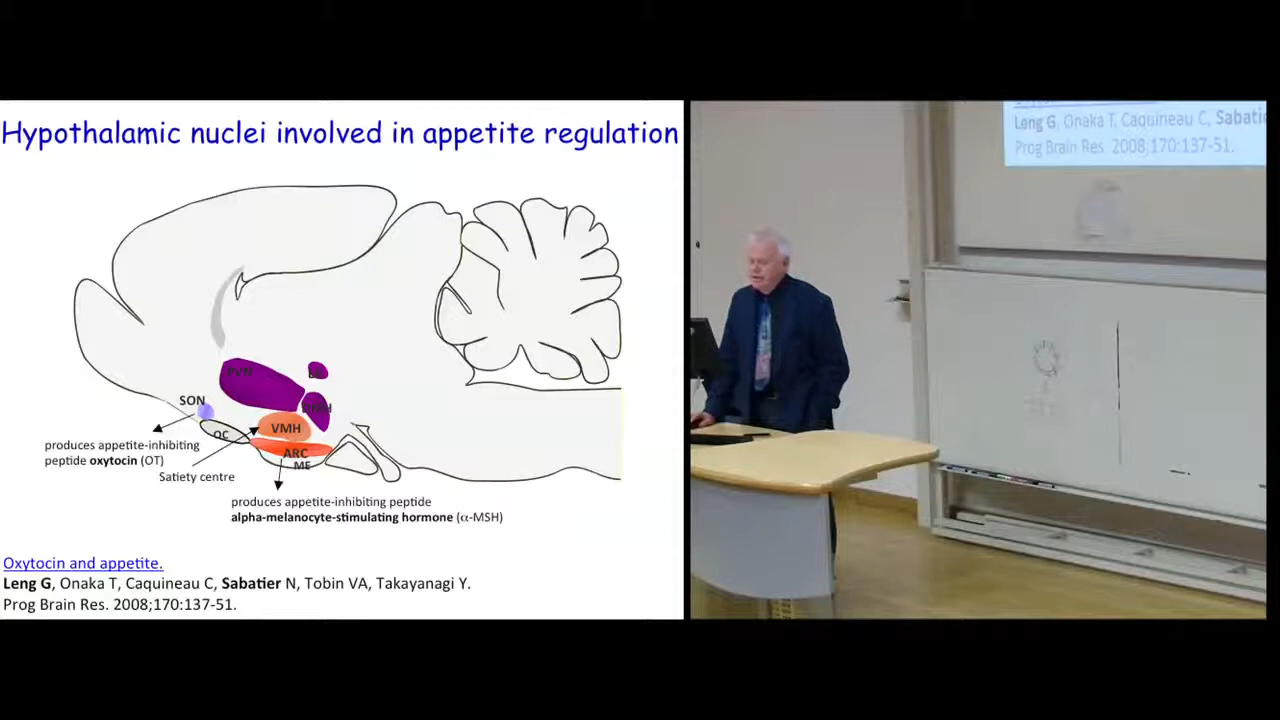 Hypothalamic nuclei involved in appetite regulation
PVN
SON
OC
VMH
ARC
ME
produces appetite-inhibiting
peptide oxytocin (OT)
Satiety centre
produces appetite-inhibiting peptide
alpha-melanocyte-stimulating hormone (α-MSH)
Oxytocin and appetite.
Leng G, Onaka T, Caquineau C, Sabatier N, Tobin VA, Takayanagi Y.
Prog Brain Res. 2008;170:137-51.
Leng G, Onaka T, Caquineau C, Sabatie
Prog Brain Res. 2008;170:137-51.